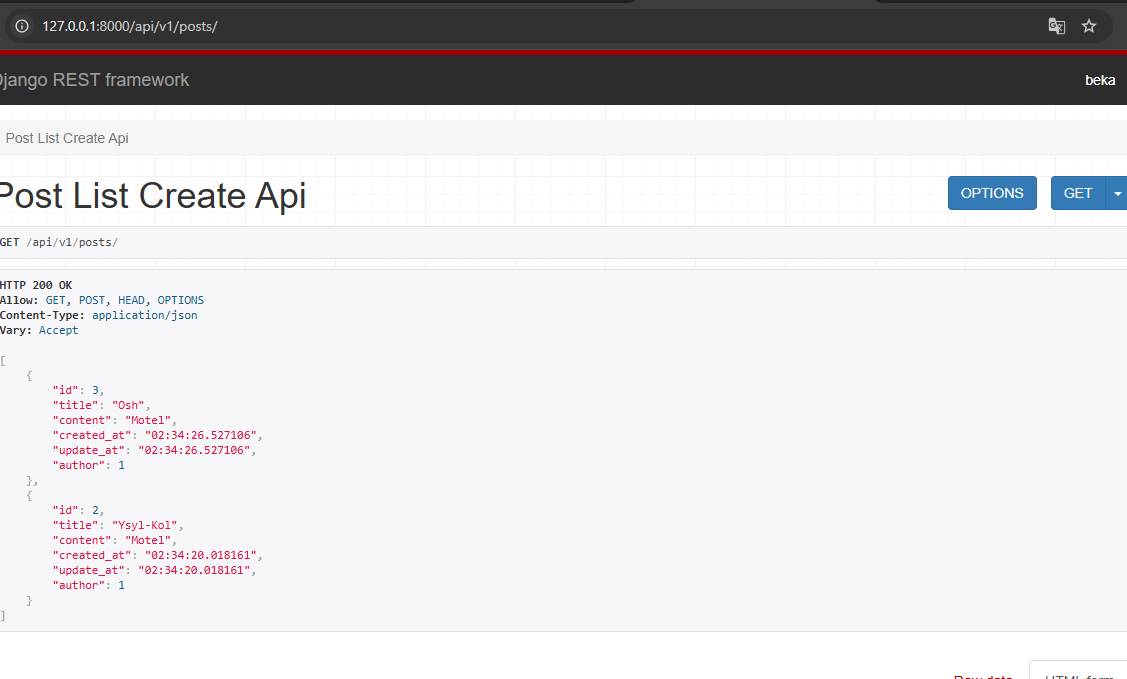 127.0.0.1:8000/api/v1/posts/
Django REST framework
beka
Post List Create Api
Post List Create Api
OPTIONS
GET
GET /api/v1/posts/
HTTP 200 OK
Allow: GET, POST, HEAD, OPTIONS
Content-Type: application/json
Vary: Accept
[
    {
        "id": 3,
        "title": "Osh",
        "content": "Motel",
        "created_at": "02:34:26.527106",
        "update_at": "02:34:26.527106",
        "author": 1
    },
    {
        "id": 2,
        "title": "Ysyl-Kol",
        "content": "Motel",
        "created_at": "02:34:20.018161",
        "update_at": "02:34:20.018161",
        "author": 1
    }
]
Raw data
HTML form